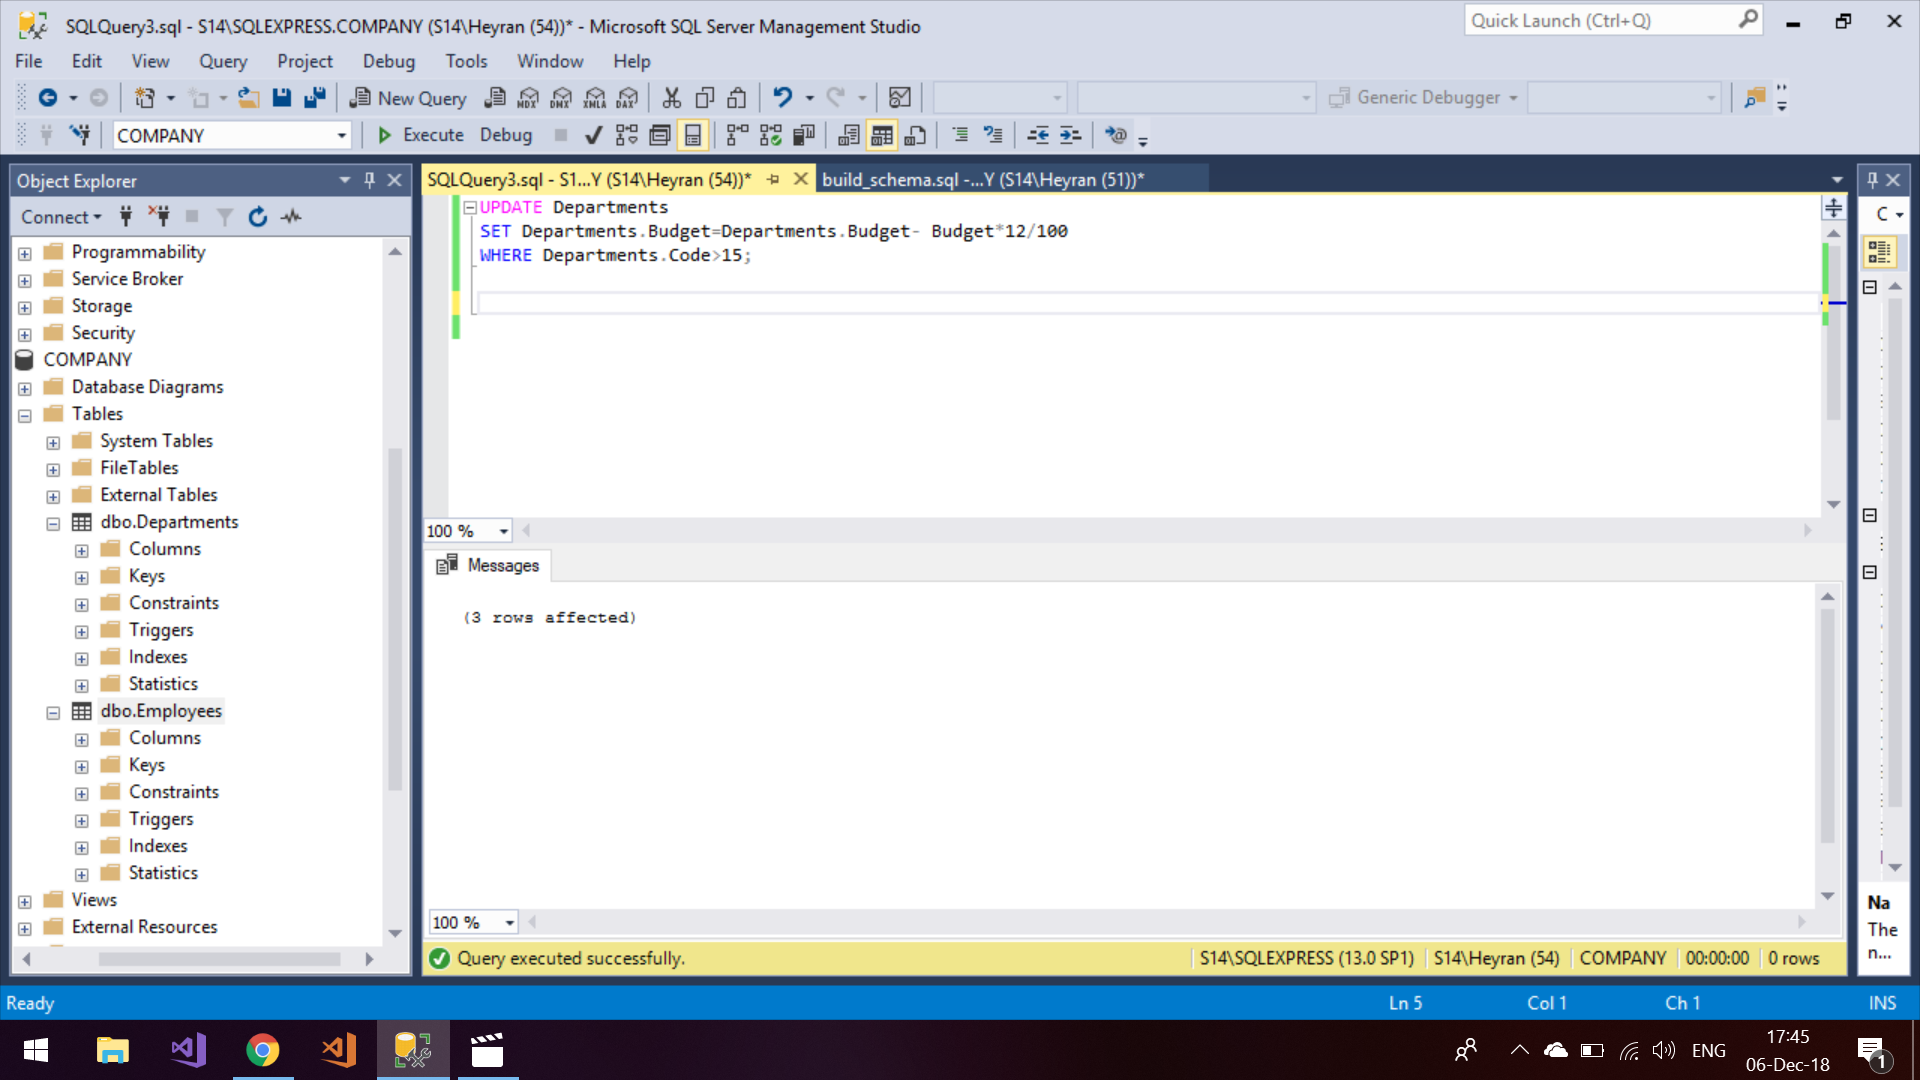 SQLQuery3.sql - S14\SQLEXPRESS.COMPANY (S14\Heyran (54))* - Microsoft SQL Server Management Studio
Quick Launch (Ctrl+Q)
File Edit View Query Project Debug Tools Window Help
New Query MDX DMX XMLA DAX Generic Debugger
COMPANY Execute Debug
Object Explorer
Connect
Programmability
Service Broker
Storage
Security
COMPANY
Database Diagrams
Tables
System Tables
FileTables
External Tables
dbo.Departments
Columns
Keys
Constraints
Triggers
Indexes
Statistics
dbo.Employees
Columns
Keys
Constraints
Triggers
Indexes
Statistics
Views
External Resources
SQLQuery3.sql - S1...Y (S14\Heyran (54))* build_schema.sql -...Y (S14\Heyran (51))*
UPDATE Departments
SET Departments.Budget=Departments.Budget- Budget*12/100
WHERE Departments.Code>15;
100 %
Messages
(3 rows affected)
100 %
Query executed successfully. S14\SQLEXPRESS (13.0 SP1) S14\Heyran (54) COMPANY 00:00:00 0 rows
C
Na
The
n...
Ready Ln 5 Col 1 Ch 1 INS
ENG 17:45
06-Dec-18 1